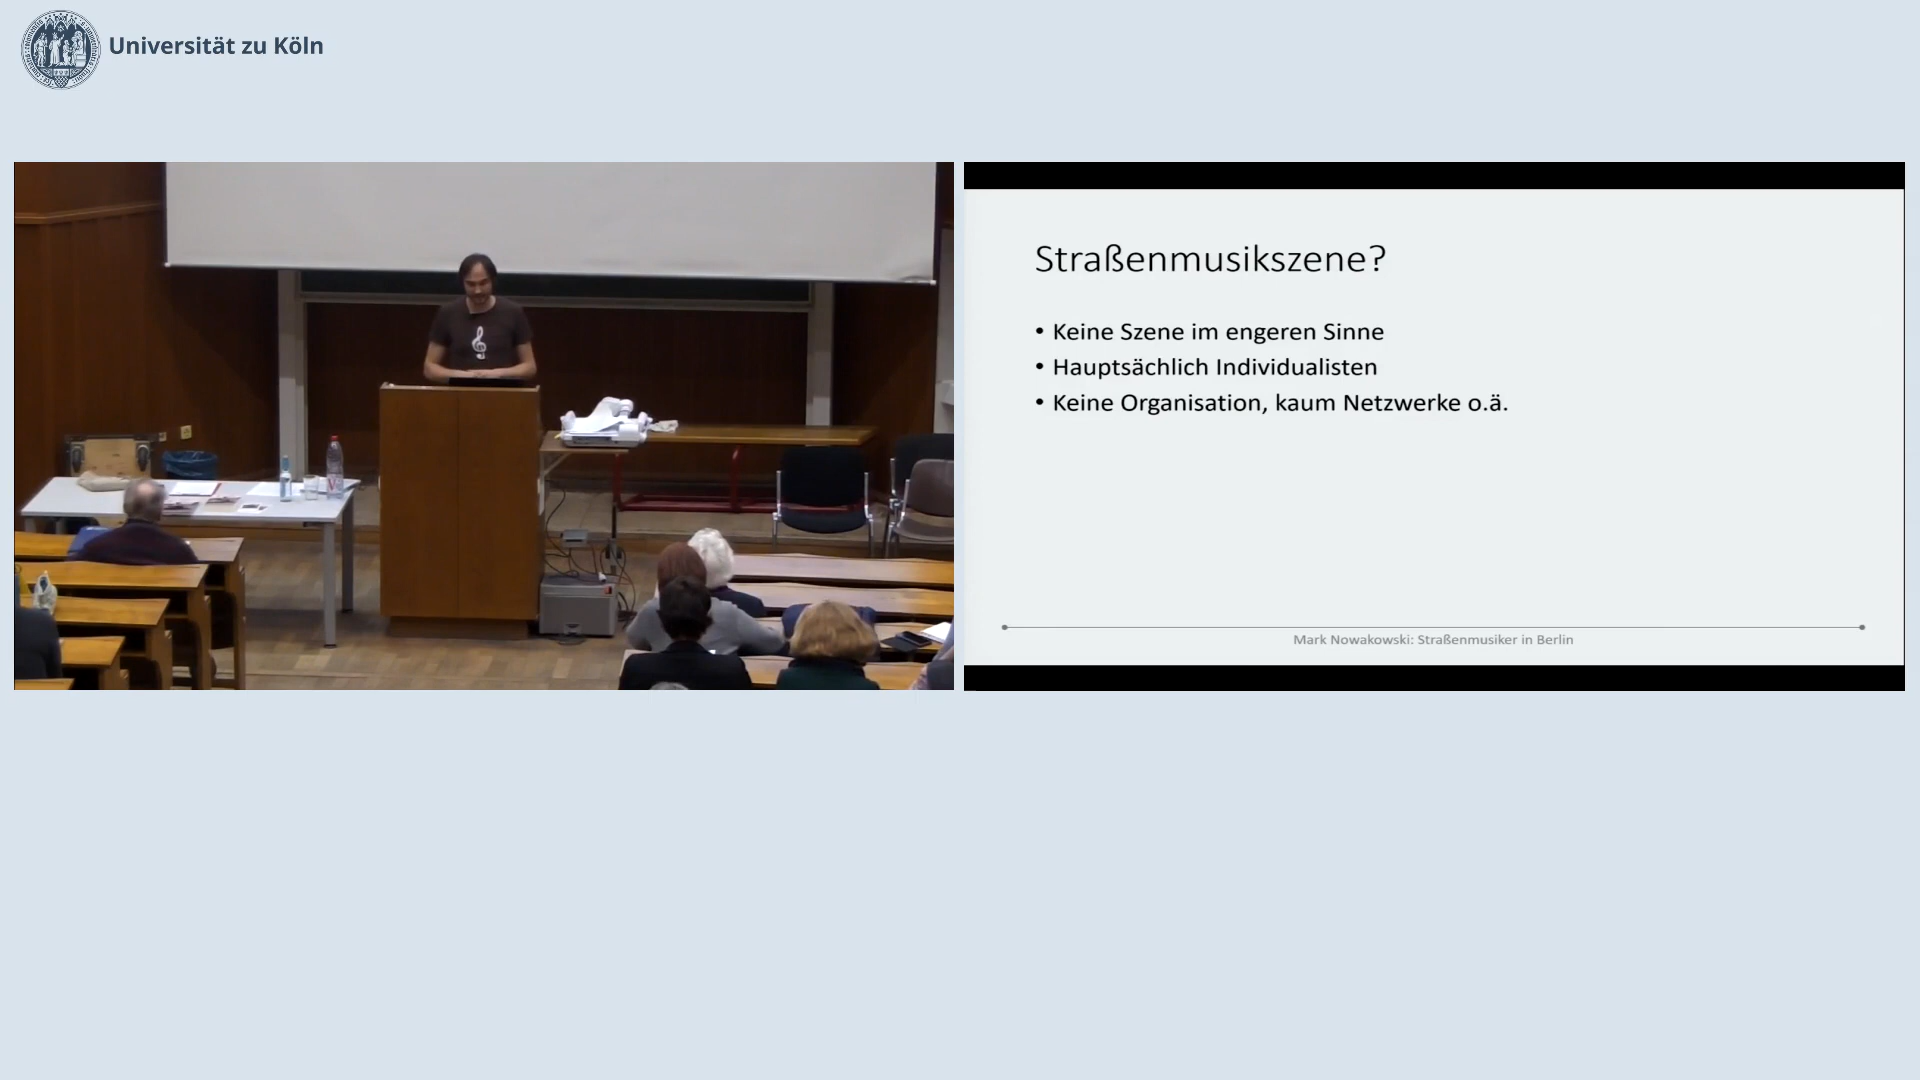 Universität zu Köln
Straßenmusikszene?
• Keine Szene im engeren Sinne
• Hauptsächlich Individualisten
• Keine Organisation, kaum Netzwerke o.ä.
Mark Nowakowski: Straßenmusiker in Berlin